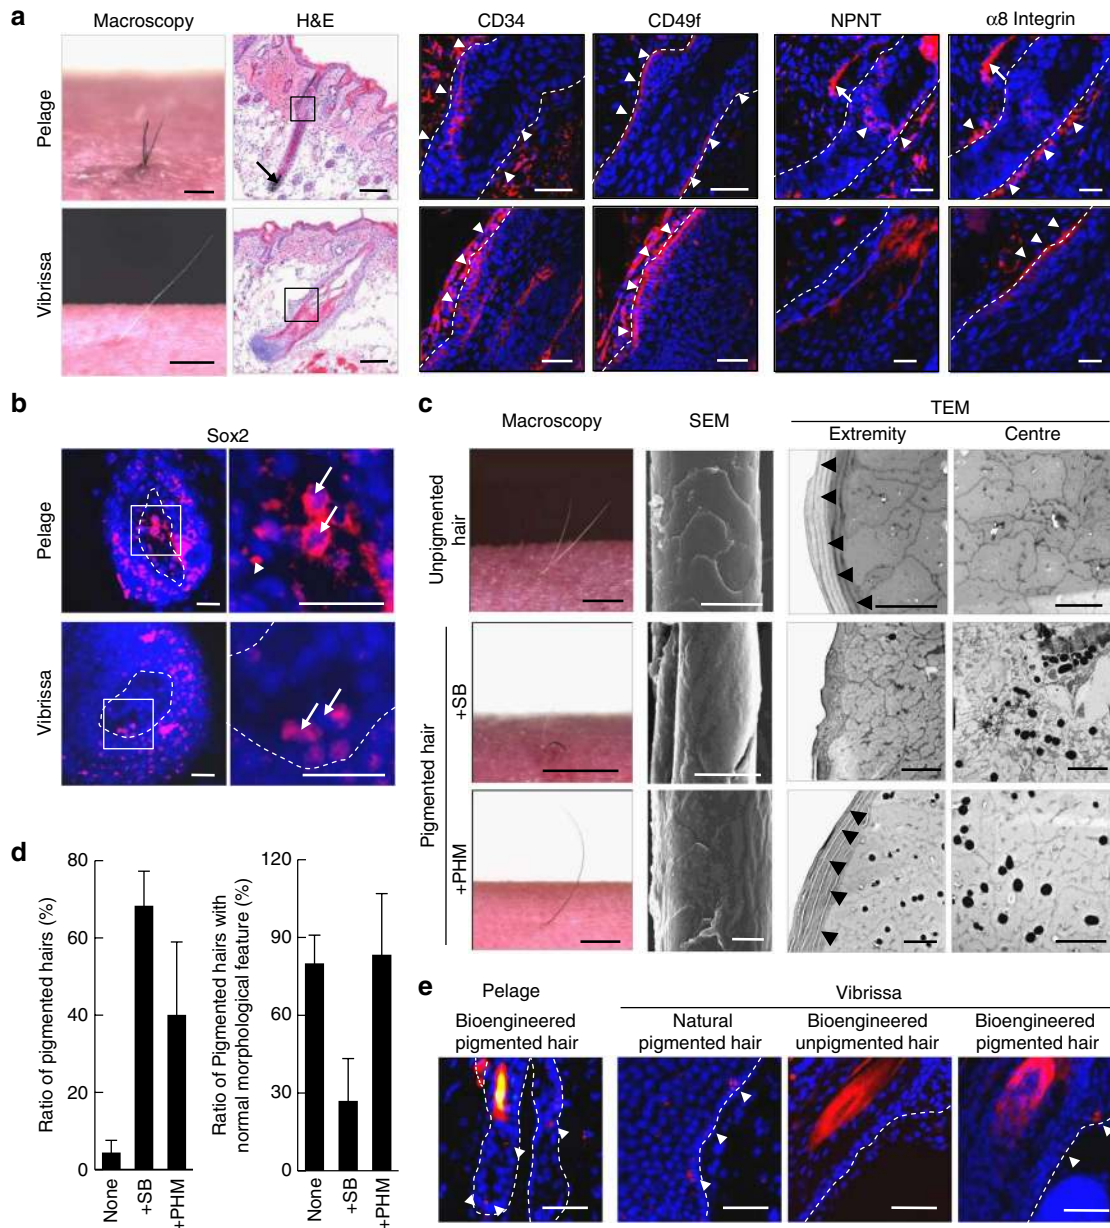 a
Macroscopy H&E CD34 CD49f NPNT α8 Integrin
Pelage
Vibrissa
b
Sox2
Pelage
Vibrissa
c
Macroscopy SEM TEM
Extremity Centre
Unpigmented
hair
Pigmented hair
+SB
+PHM
d
Ratio of pigmented hairs (%)
80
60
40
20
0
None +SB +PHM
Ratio of Pigmented hairs with
normal morphological feature (%)
120
90
60
30
0
None +SB +PHM
e
Pelage Vibrissa
Bioengineered
pigmented hair
Natural
pigmented hair
Bioengineered
unpigmented hair
Bioengineered
pigmented hair